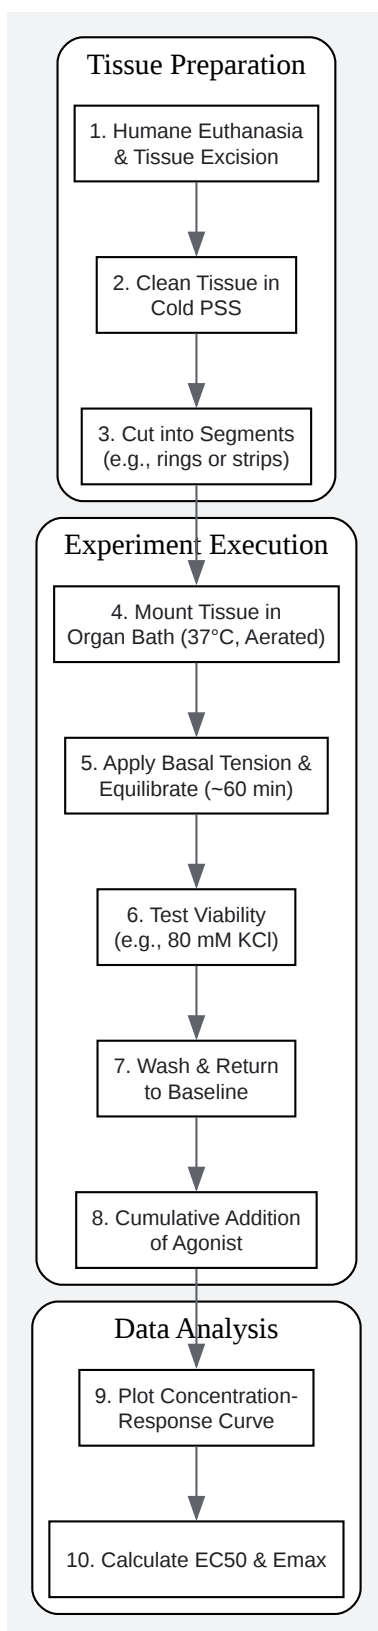 Tissue Preparation
1. Humane Euthanasia
& Tissue Excision
2. Clean Tissue in
Cold PSS
3. Cut into Segments
(e.g., rings or strips)
Experiment Execution
4. Mount Tissue in
Organ Bath (37°C, Aerated)
5. Apply Basal Tension &
Equilibrate (~60 min)
6. Test Viability
(e.g., 80 mM KCl)
7. Wash & Return
to Baseline
8. Cumulative Addition
of Agonist
Data Analysis
9. Plot Concentration-
Response Curve
10. Calculate EC50 & Emax